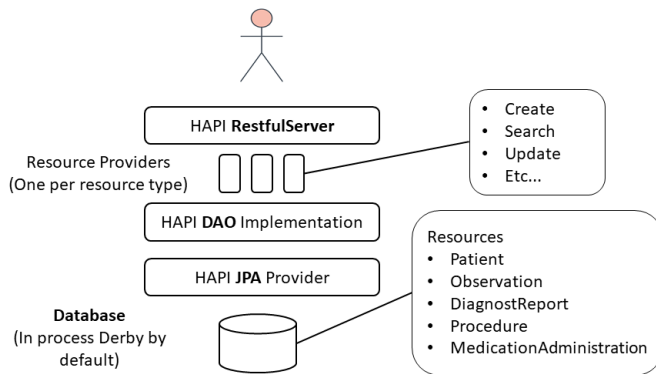 HAPI RestfulServer
• Create
• Search
• Update
• Etc...
Resource Providers
(One per resource type)
HAPI DAO Implementation
Resources
• Patient
• Observation
• DiagnostReport
• Procedure
• MedicationAdministration
HAPI JPA Provider
Database
(In process Derby by
default)